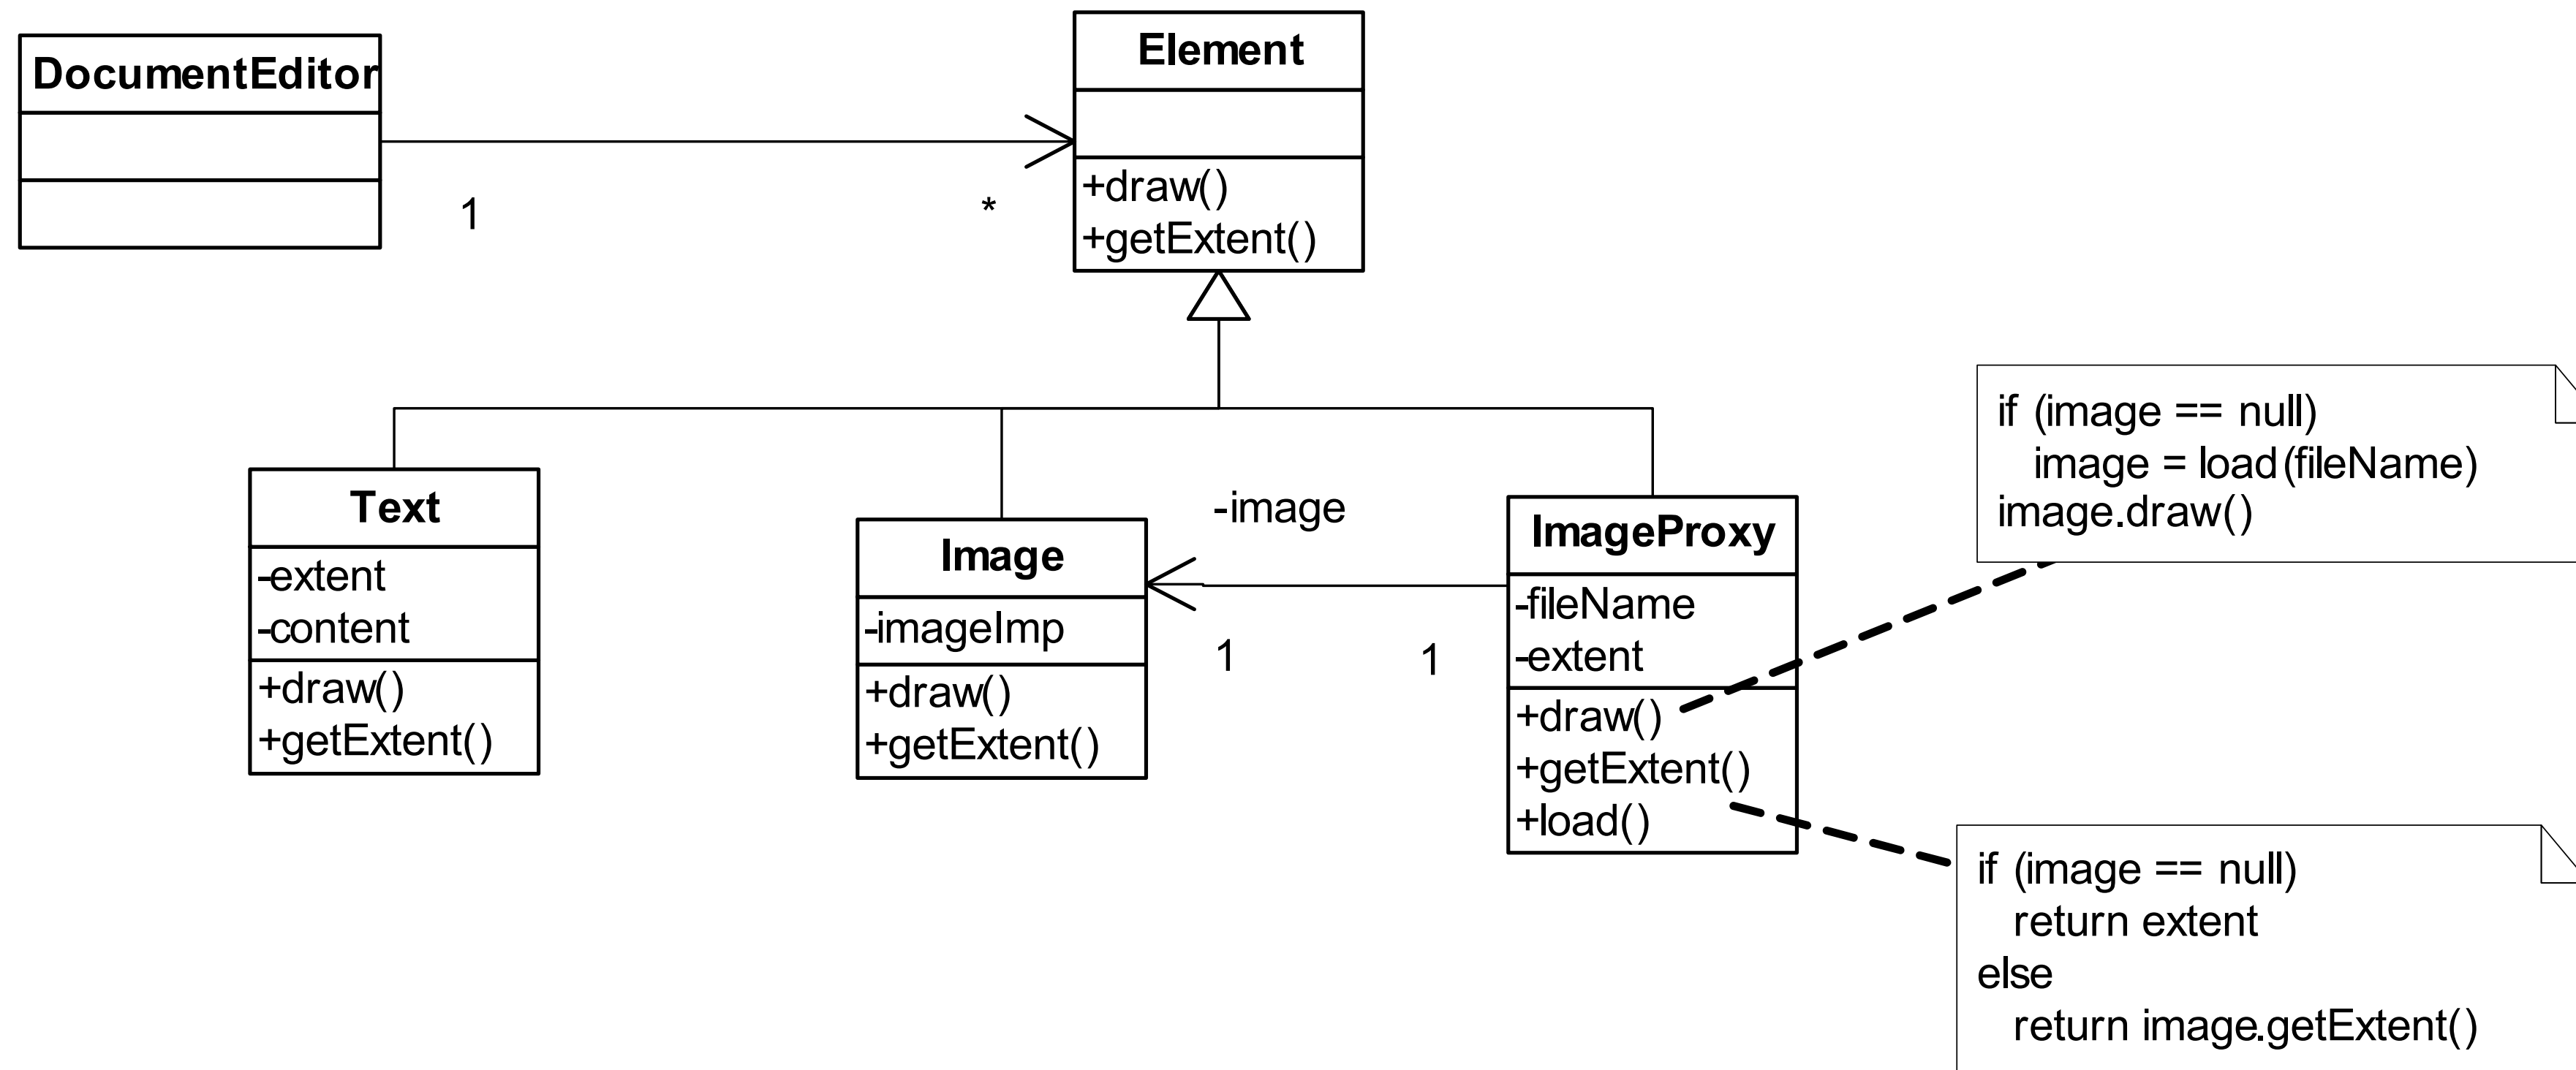 DocumentEditor
1
*
Element
+draw()
+getExtent()
Text
-extent
-content
+draw()
+getExtent()
Image
-imageImp
+draw()
+getExtent()
-image
1
1
ImageProxy
-fileName
-extent
+draw()
+getExtent()
+load()
if (image == null)
image = load(fileName)
image.draw()
if (image == null)
return extent
else
return image.getExtent()